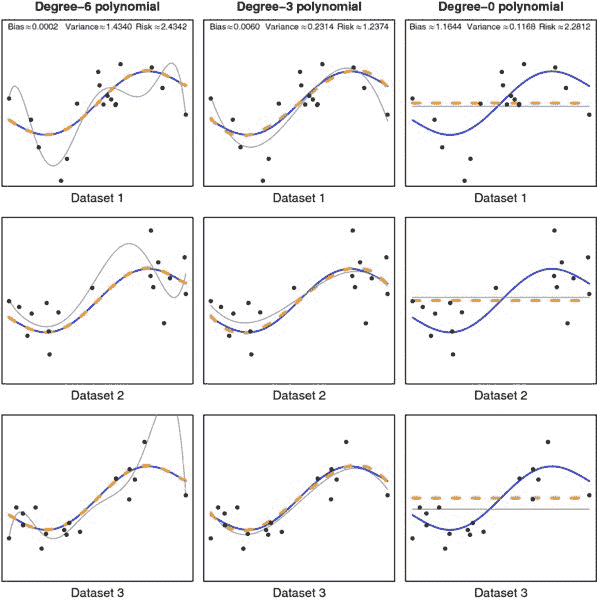 Degree−6 polynomial
Degree−3 polynomial
Degree−0 polynomial
Bias≈0.0002 Variance≈1.4340 Risk≈2.4342
Bias≈0.0060 Variance≈0.2314 Risk≈1.2374
Bias≈1.1644 Variance≈0.1168 Risk≈2.2812
Dataset 1
Dataset 1
Dataset 1
Dataset 2
Dataset 2
Dataset 2
Dataset 3
Dataset 3
Dataset 3